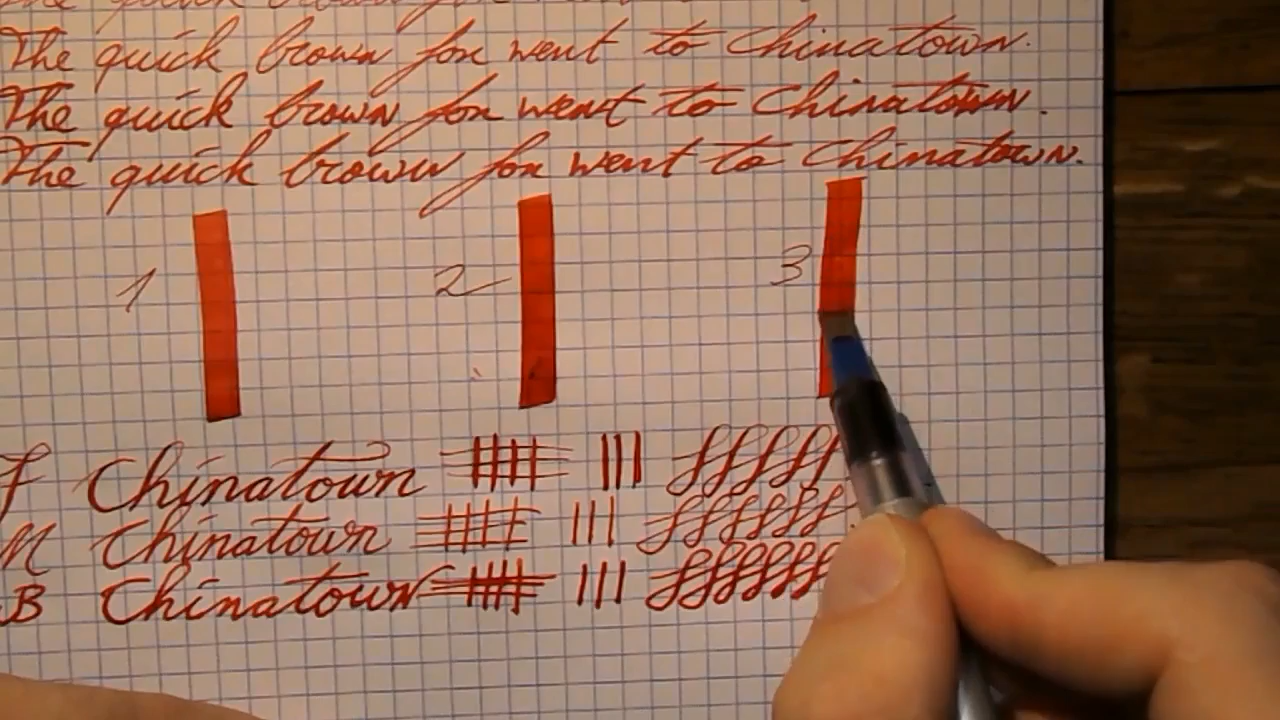 The quick brown fox went to Chinatown.
The quick brown fox went to Chinatown.
The quick brown fox went to Chinatown.
1 2 3
F Chinatown
M Chinatown
B Chinatown